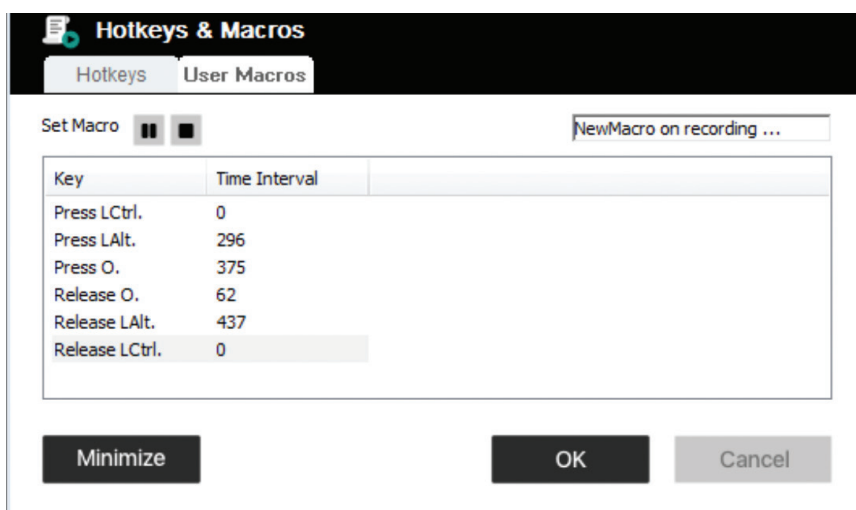 Hotkeys & Macros
Hotkeys User Macros
Set Macro NewMacro on recording ...
Key Time Interval
Press LCtrl. 0
Press LAlt. 296
Press O. 375
Release O. 62
Release LAlt. 437
Release LCtrl. 0
Minimize OK Cancel